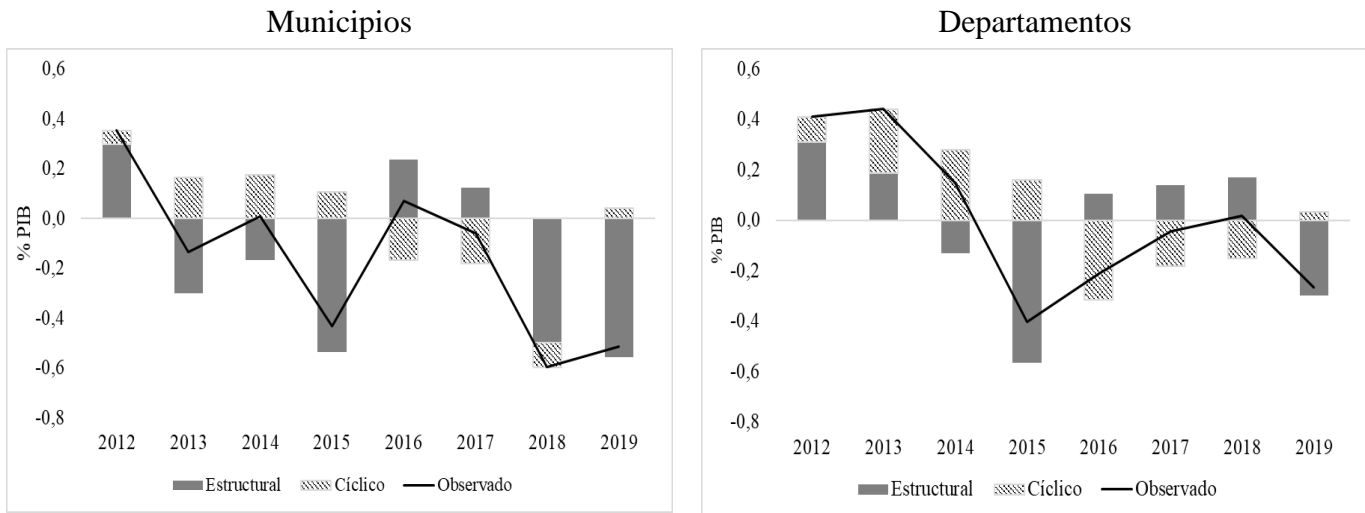 Municipios
0,6
0,4
0,2
0,0
-0,2
-0,4
-0,6
-0,8
% PIB
2012 2013 2014 2015 2016 2017 2018 2019
Estructural Cíclico Observado
Departamentos
0,6
0,4
0,2
0,0
-0,2
-0,4
-0,6
-0,8
% PIB
2012 2013 2014 2015 2016 2017 2018 2019
Estructural Cíclico Observado